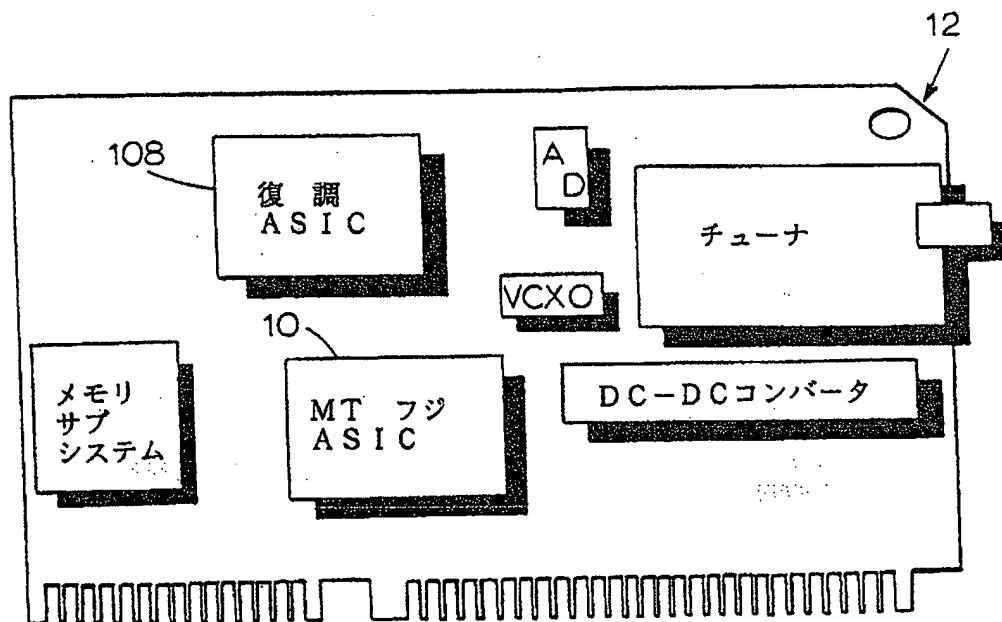 12
108
復 調
ASIC
A
D
チューナ
VCXO
10
メモリ
サブ
システム
MT フジ
ASIC
DC-DCコンバータ